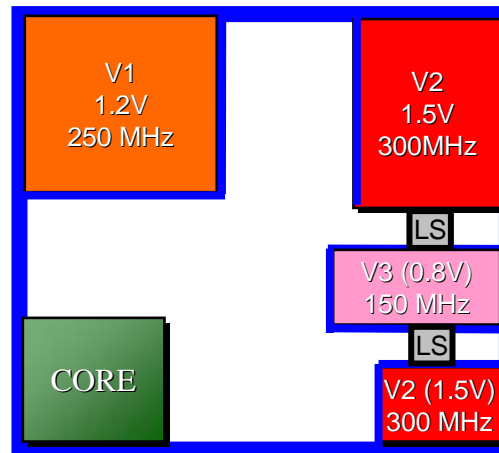 V1
1.2V
250 MHz
V2
1.5V
300MHz
LS
V3 (0.8V)
150 MHz
LS
CORE
V2 (1.5V)
300 MHz